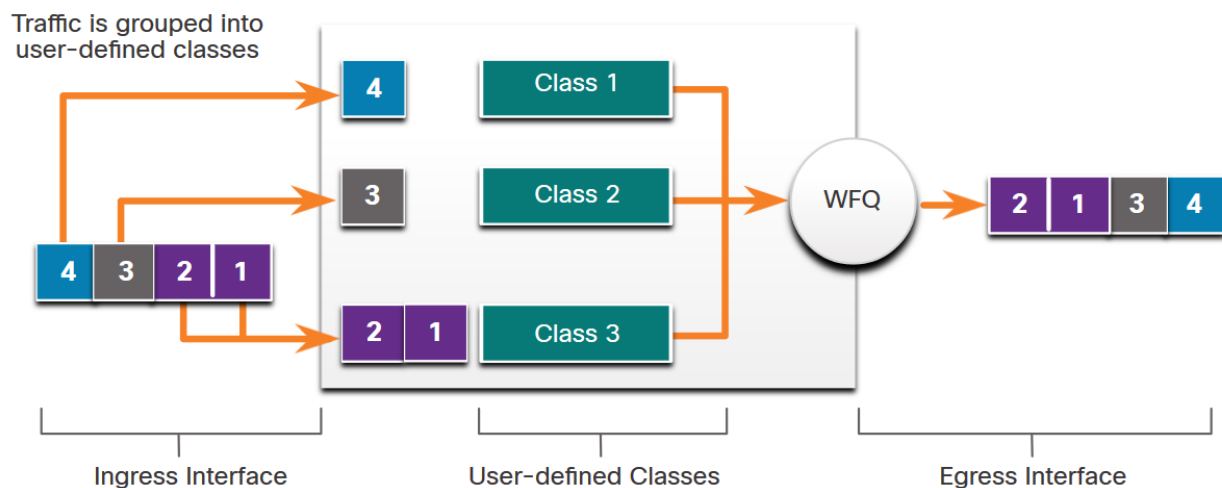 Traffic is grouped into
user-defined classes
4
Class 1
3
Class 2
WFQ
2 1 3 4
4 3 2 1
2 1
Class 3
Ingress Interface
User-defined Classes
Egress Interface